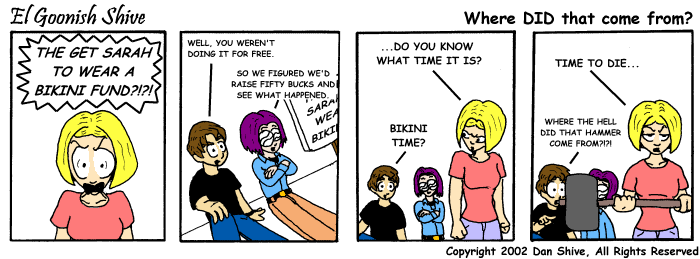 El Goonish Shive
Where DID that come from?
THE GET SARAH
TO WEAR A
BIKINI FUND?!?!
WELL, YOU WEREN'T
DOING IT FOR FREE.
SO WE FIGURED WE'D
RAISE FIFTY BUCKS AND
SEE WHAT HAPPENED.
SARA
WEA
BIKI
...DO YOU KNOW
WHAT TIME IT IS?
BIKINI
TIME?
TIME TO DIE...
WHERE THE HELL
DID THAT HAMMER
COME FROM?!?!
Copyright 2002 Dan Shive, All Rights Reserved